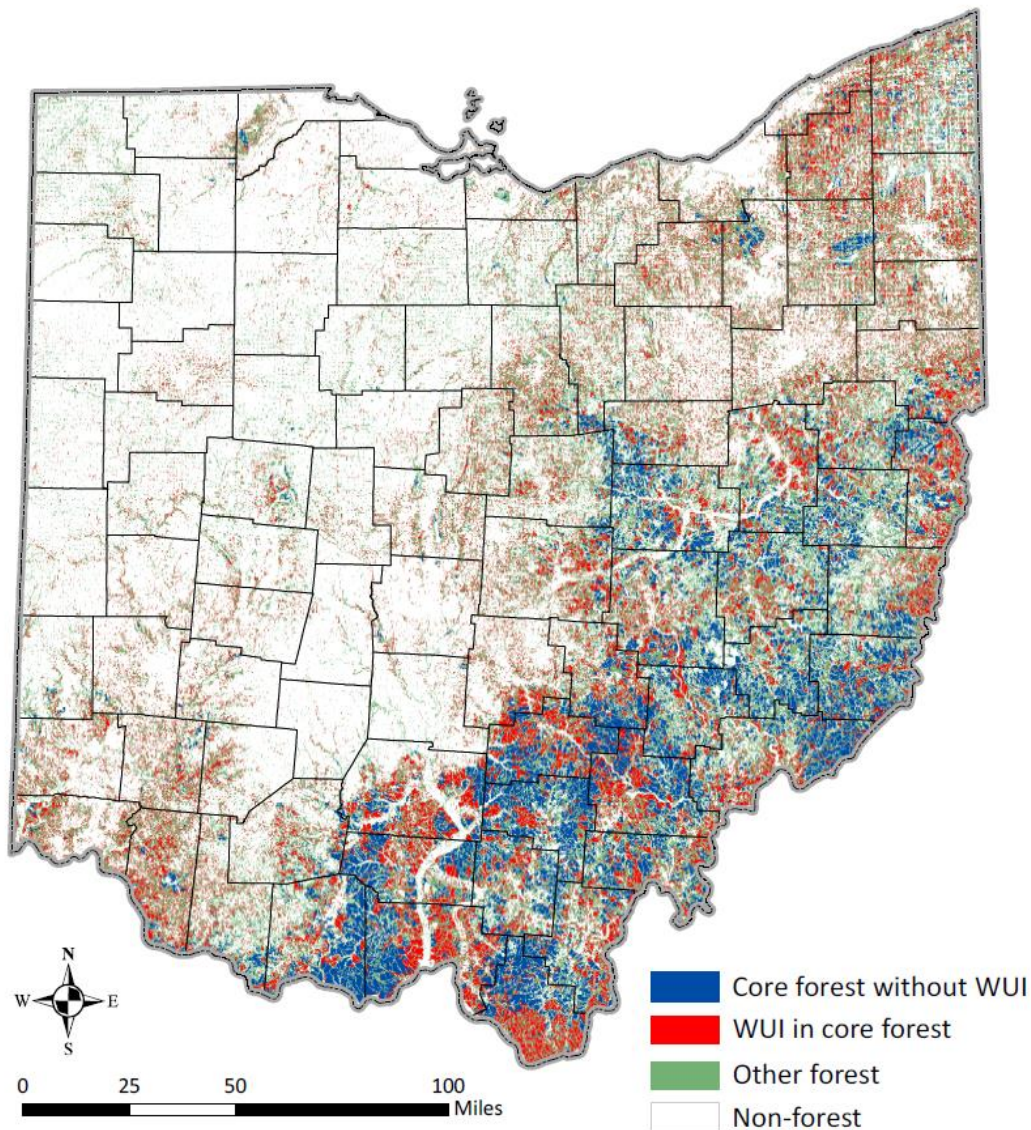 N
W E
S
0 25 50 100
Miles
Core forest without WUI
WUI in core forest
Other forest
Non-forest